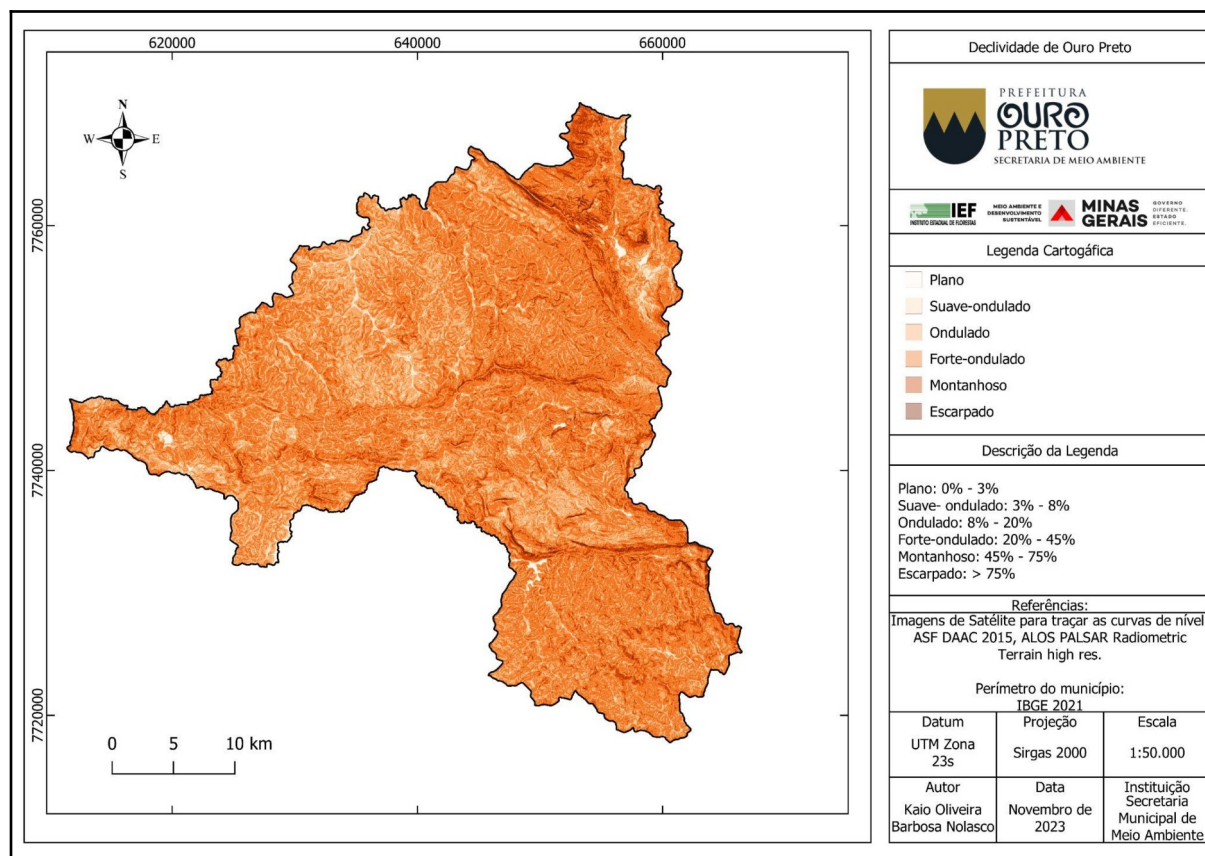 620000
640000
660000
N
W
E
S
7760000
7740000
7720000
0 5 10 km
Declividade de Ouro Preto
PREFEITURA
OURO
PRETO
SECRETARIA DE MEIO AMBIENTE
IEF
INSTITUTO ESTADUAL DE FLORESTAS
MEIO AMBIENTE E
DESENVOLVIMENTO
SUSTENTÁVEL
MINAS
GERAIS
GOVERNO
DIFERENTE.
ESTADO
EFICIENTE.
Legenda Cartogáfica
Plano
Suave-ondulado
Ondulado
Forte-ondulado
Montanhoso
Escarpado
Descrição da Legenda
Plano: 0% - 3%
Suave- ondulado: 3% - 8%
Ondulado: 8% - 20%
Forte-ondulado: 20% - 45%
Montanhoso: 45% - 75%
Escarpado: > 75%
Referências:
Imagens de Satélite para traçar as curvas de nível
ASF DAAC 2015, ALOS PALSAR Radiometric
Terrain high res.
Perímetro do município:
IBGE 2021
Datum
UTM Zona
23s
Projeção
Sirgas 2000
Escala
1:50.000
Autor
Kaio Oliveira
Barbosa Nolasco
Data
Novembro de
2023
Instituição
Secretaria
Municipal de
Meio Ambiente